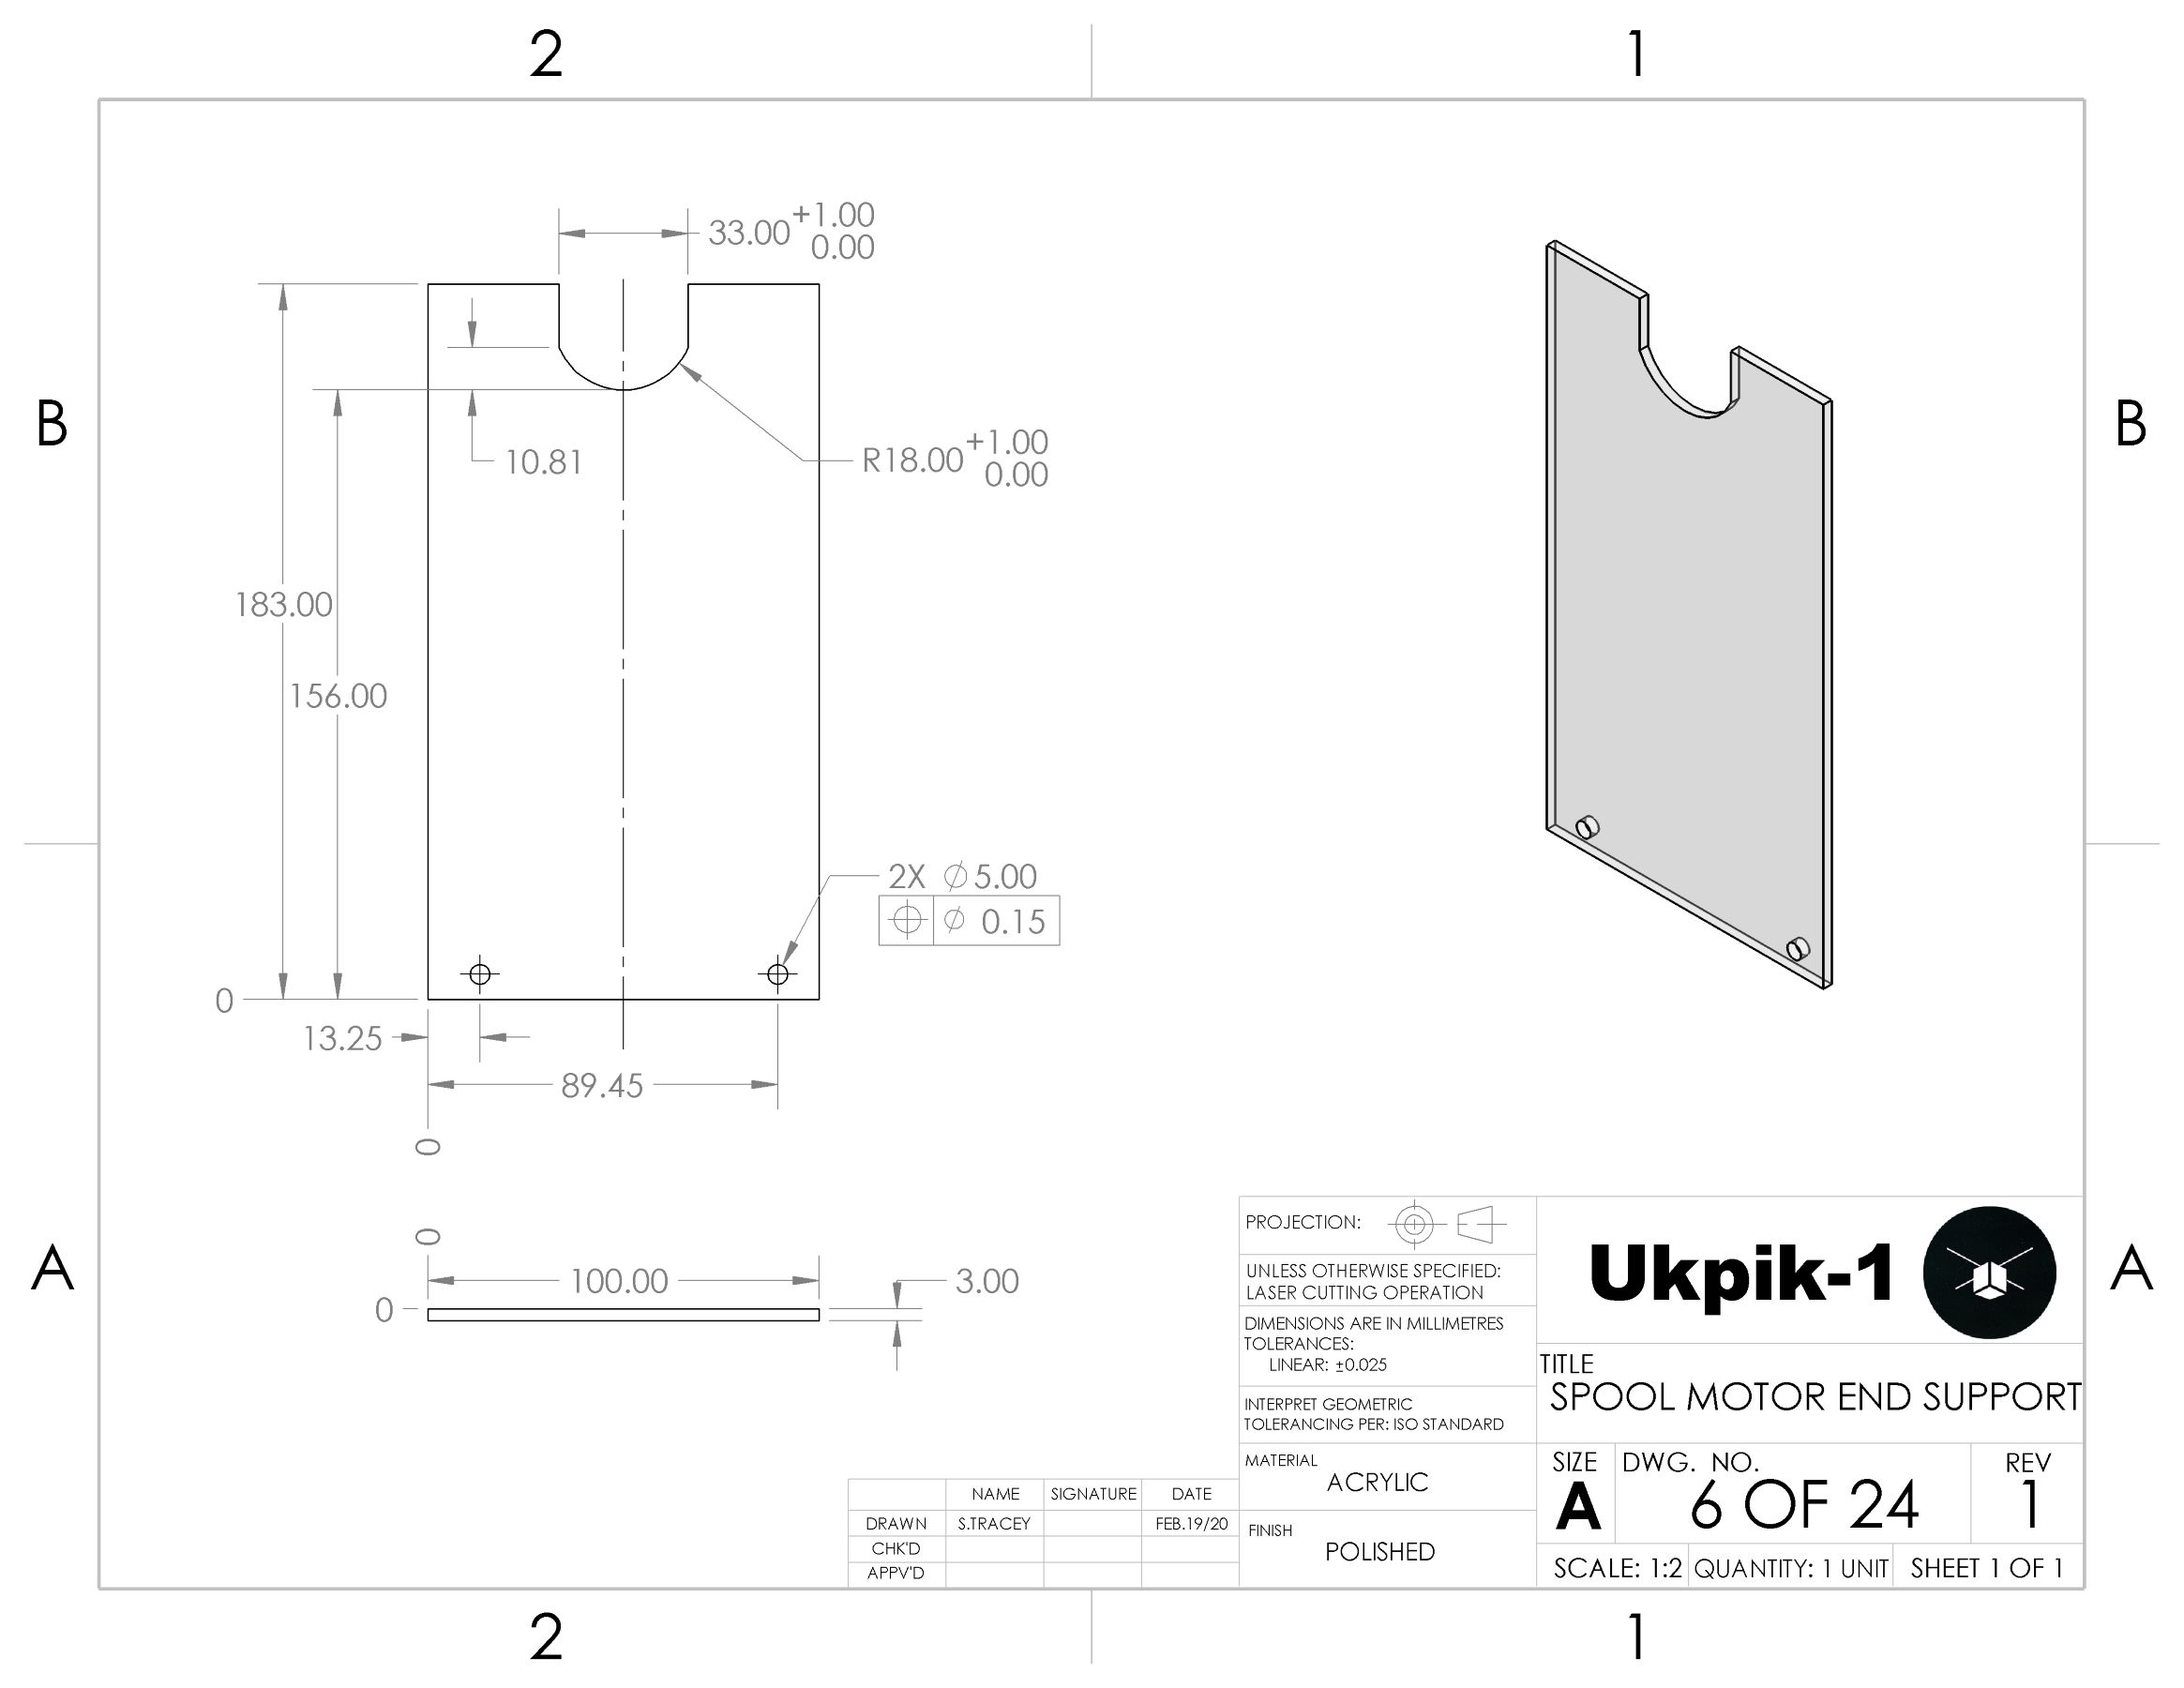 2
1
33.00 +1.00
0.00
B
B
10.81
R18.00 +1.00
0.00
183.00
156.00
2X ⌀5.00
⌖ ⌀ 0.15
0
13.25
89.45
0
0
100.00
3.00
0
A
A
PROJECTION:
UNLESS OTHERWISE SPECIFIED:
LASER CUTTING OPERATION
DIMENSIONS ARE IN MILLIMETRES
TOLERANCES:
LINEAR: ±0.025
INTERPRET GEOMETRIC
TOLERANCING PER: ISO STANDARD
MATERIAL
ACRYLIC
FINISH
POLISHED
Ukpik-1
TITLE
SPOOL MOTOR END SUPPORT
SIZE
A
DWG. NO.
6 OF 24
REV
1
SCALE: 1:2
QUANTITY: 1 UNIT
SHEET 1 OF 1
NAME SIGNATURE DATE
DRAWN S.TRACEY FEB.19/20
CHK'D
APPV'D
2
1